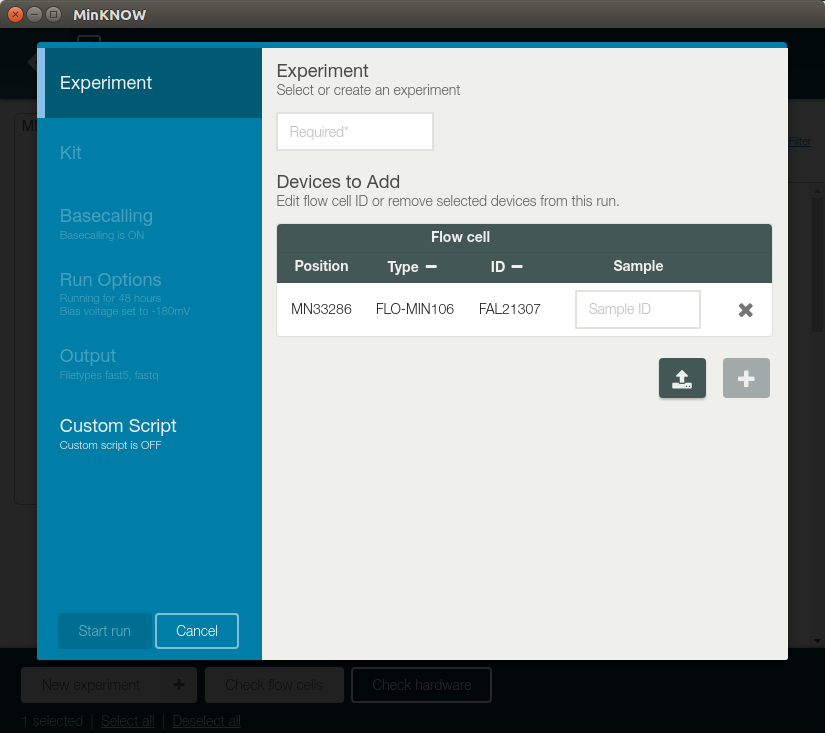 MinKNOW
Experiment
Kit
Basecalling
Basecalling is ON
Run Options
Running for 48 hours
Bias voltage set to -180mV
Output
Filetypes fast5, fastq
Custom Script
Custom script is OFF
Start run
Cancel
Experiment
Select or create an experiment
Required*
Devices to Add
Edit flow cell ID or remove selected devices from this run.
Flow cell
Position Type ID Sample
MN33286 FLO-MIN106 FAL21307 Sample ID
Filter
New experiment
Check flow cells
Check hardware
1 selected | Select all | Deselect all